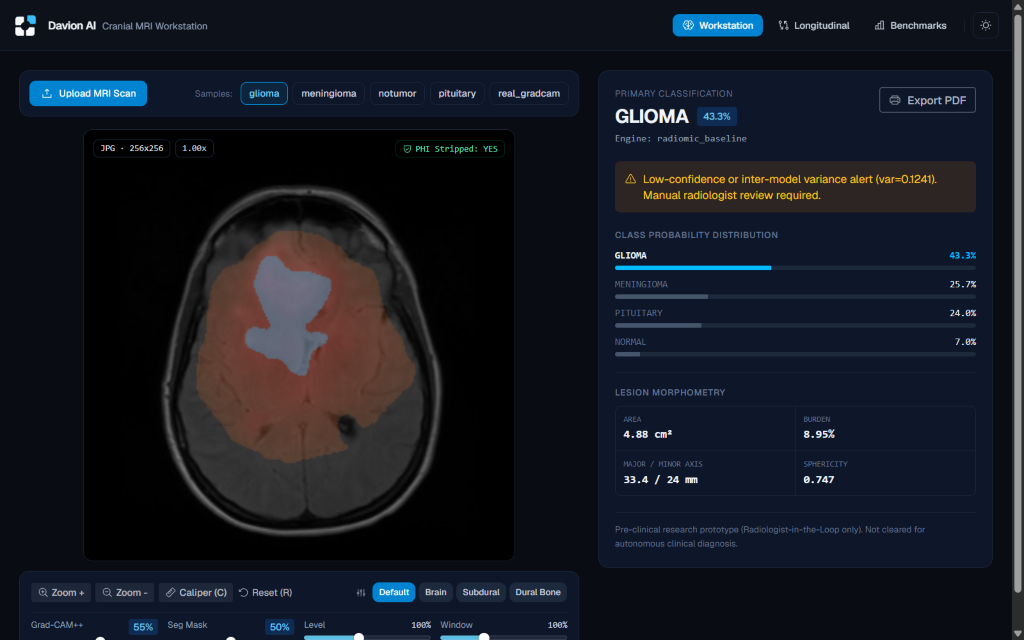 Davion AI Cranial MRI Workstation
Workstation
Longitudinal
Benchmarks
Upload MRI Scan
Samples:
glioma
meningioma
notumor
pituitary
real_gradcam
JPG · 256x256
1.00x
PHI Stripped: YES
Zoom +
Zoom -
Caliper (C)
Reset (R)
Default
Brain
Subdural
Dural Bone
Grad-CAM++ 55%
Seg Mask 50%
Level 100%
Window 100%
PRIMARY CLASSIFICATION
GLIOMA 43.3%
Engine: radiomic_baseline
Export PDF
Low-confidence or inter-model variance alert (var=0.1241).
Manual radiologist review required.
CLASS PROBABILITY DISTRIBUTION
GLIOMA 43.3%
MENINGIOMA 25.7%
PITUITARY 24.0%
NORMAL 7.0%
LESION MORPHOMETRY
AREA
4.88 cm²
BURDEN
8.95%
MAJOR / MINOR AXIS
33.4 / 24 mm
SPHERICITY
0.747
Pre-clinical research prototype (Radiologist-in-the-Loop only). Not cleared for
autonomous clinical diagnosis.